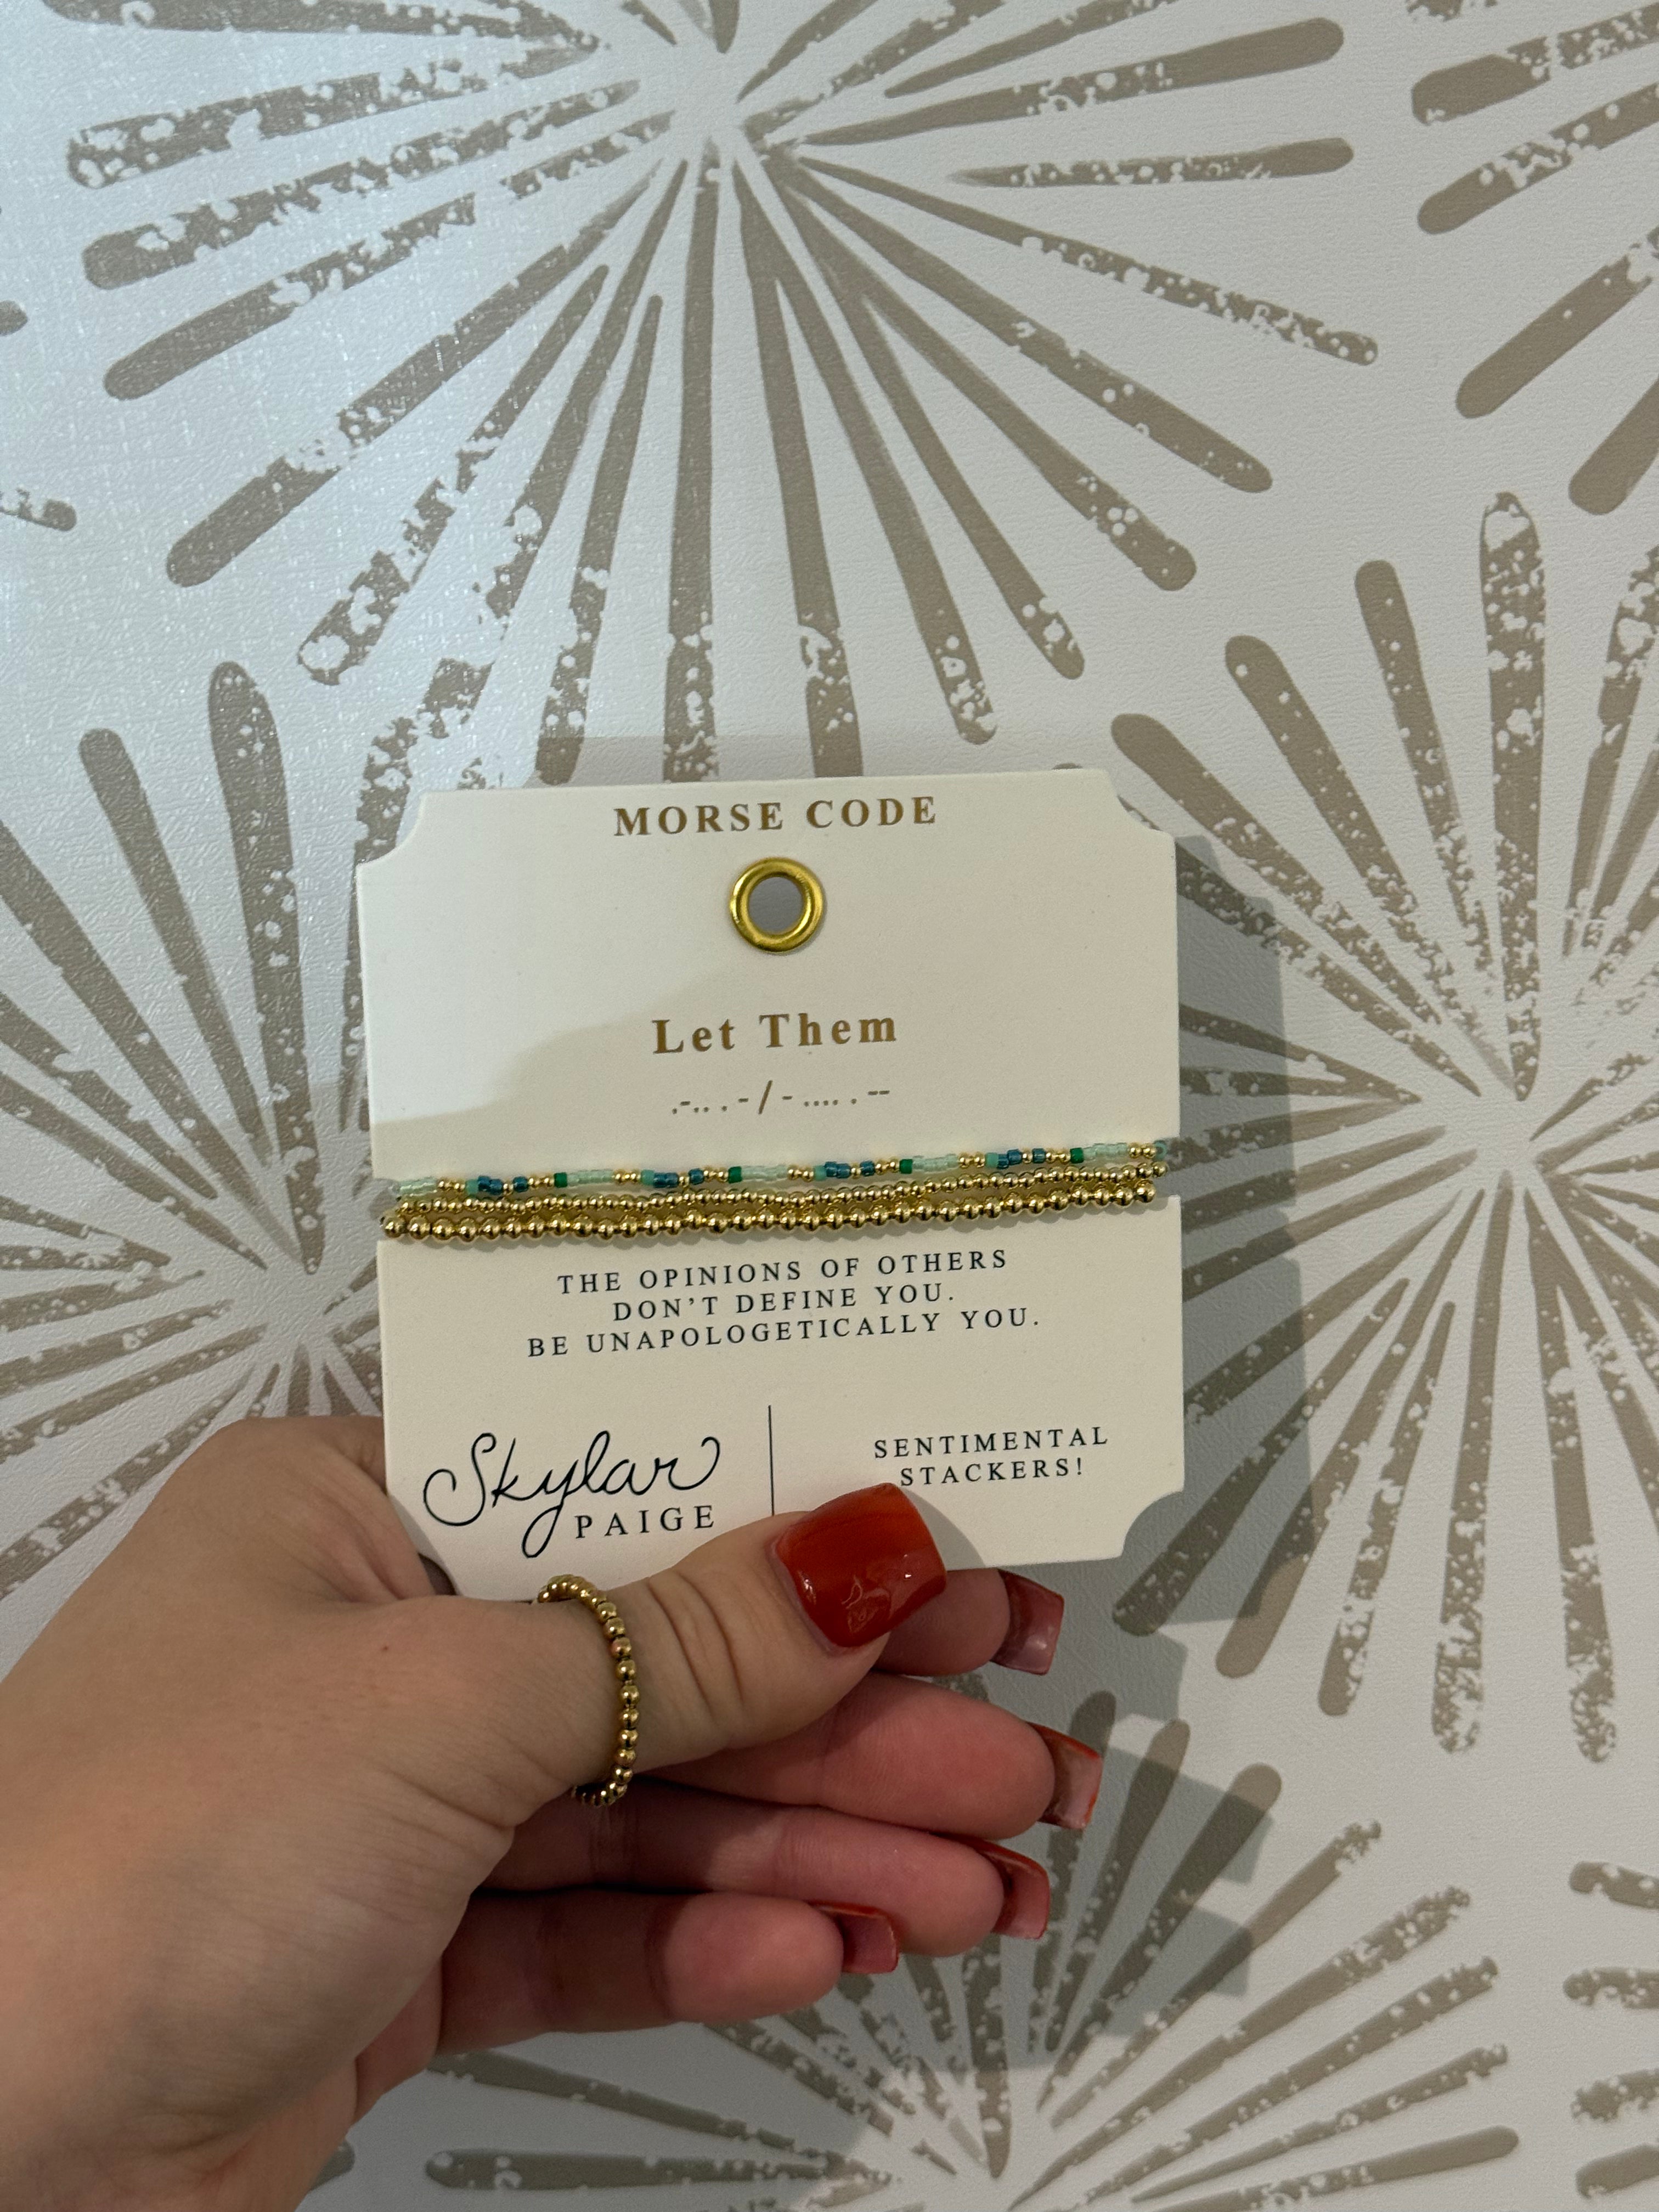 MORSE CODE
Let Them
.-.. . - / - .... . --
THE OPINIONS OF OTHERS
DON'T DEFINE YOU.
BE UNAPOLOGETICALLY YOU.
Skylar
PAIGE
SENTIMENTAL
STACKERS!